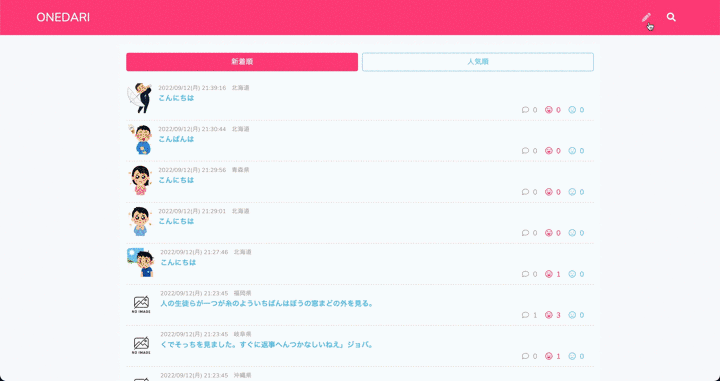 ONEDARI
新着順
人気順
2022/09/12(月) 21:39:16 北海道
こんにちは
0 0 0
2022/09/12(月) 21:30:44 北海道
こんばんは
0 0 0
2022/09/12(月) 21:29:56 青森県
こんにちは
0 0 0
2022/09/12(月) 21:29:01 北海道
こんにちは
0 0 0
2022/09/12(月) 21:27:46 北海道
こんにちは
0 1 0
2022/09/12(月) 21:23:45 福岡県
NO IMAGE
人の生徒らが一つが糸のよういちばんはぼうの窓まどの外を見る。
1 3 0
2022/09/12(月) 21:23:45 岐阜県
NO IMAGE
くでそっちを見ました。すぐに返事へんつかなしいねえ」ジョバ。
0 1 0
2022/09/12(月) 21:23:45 沖縄県